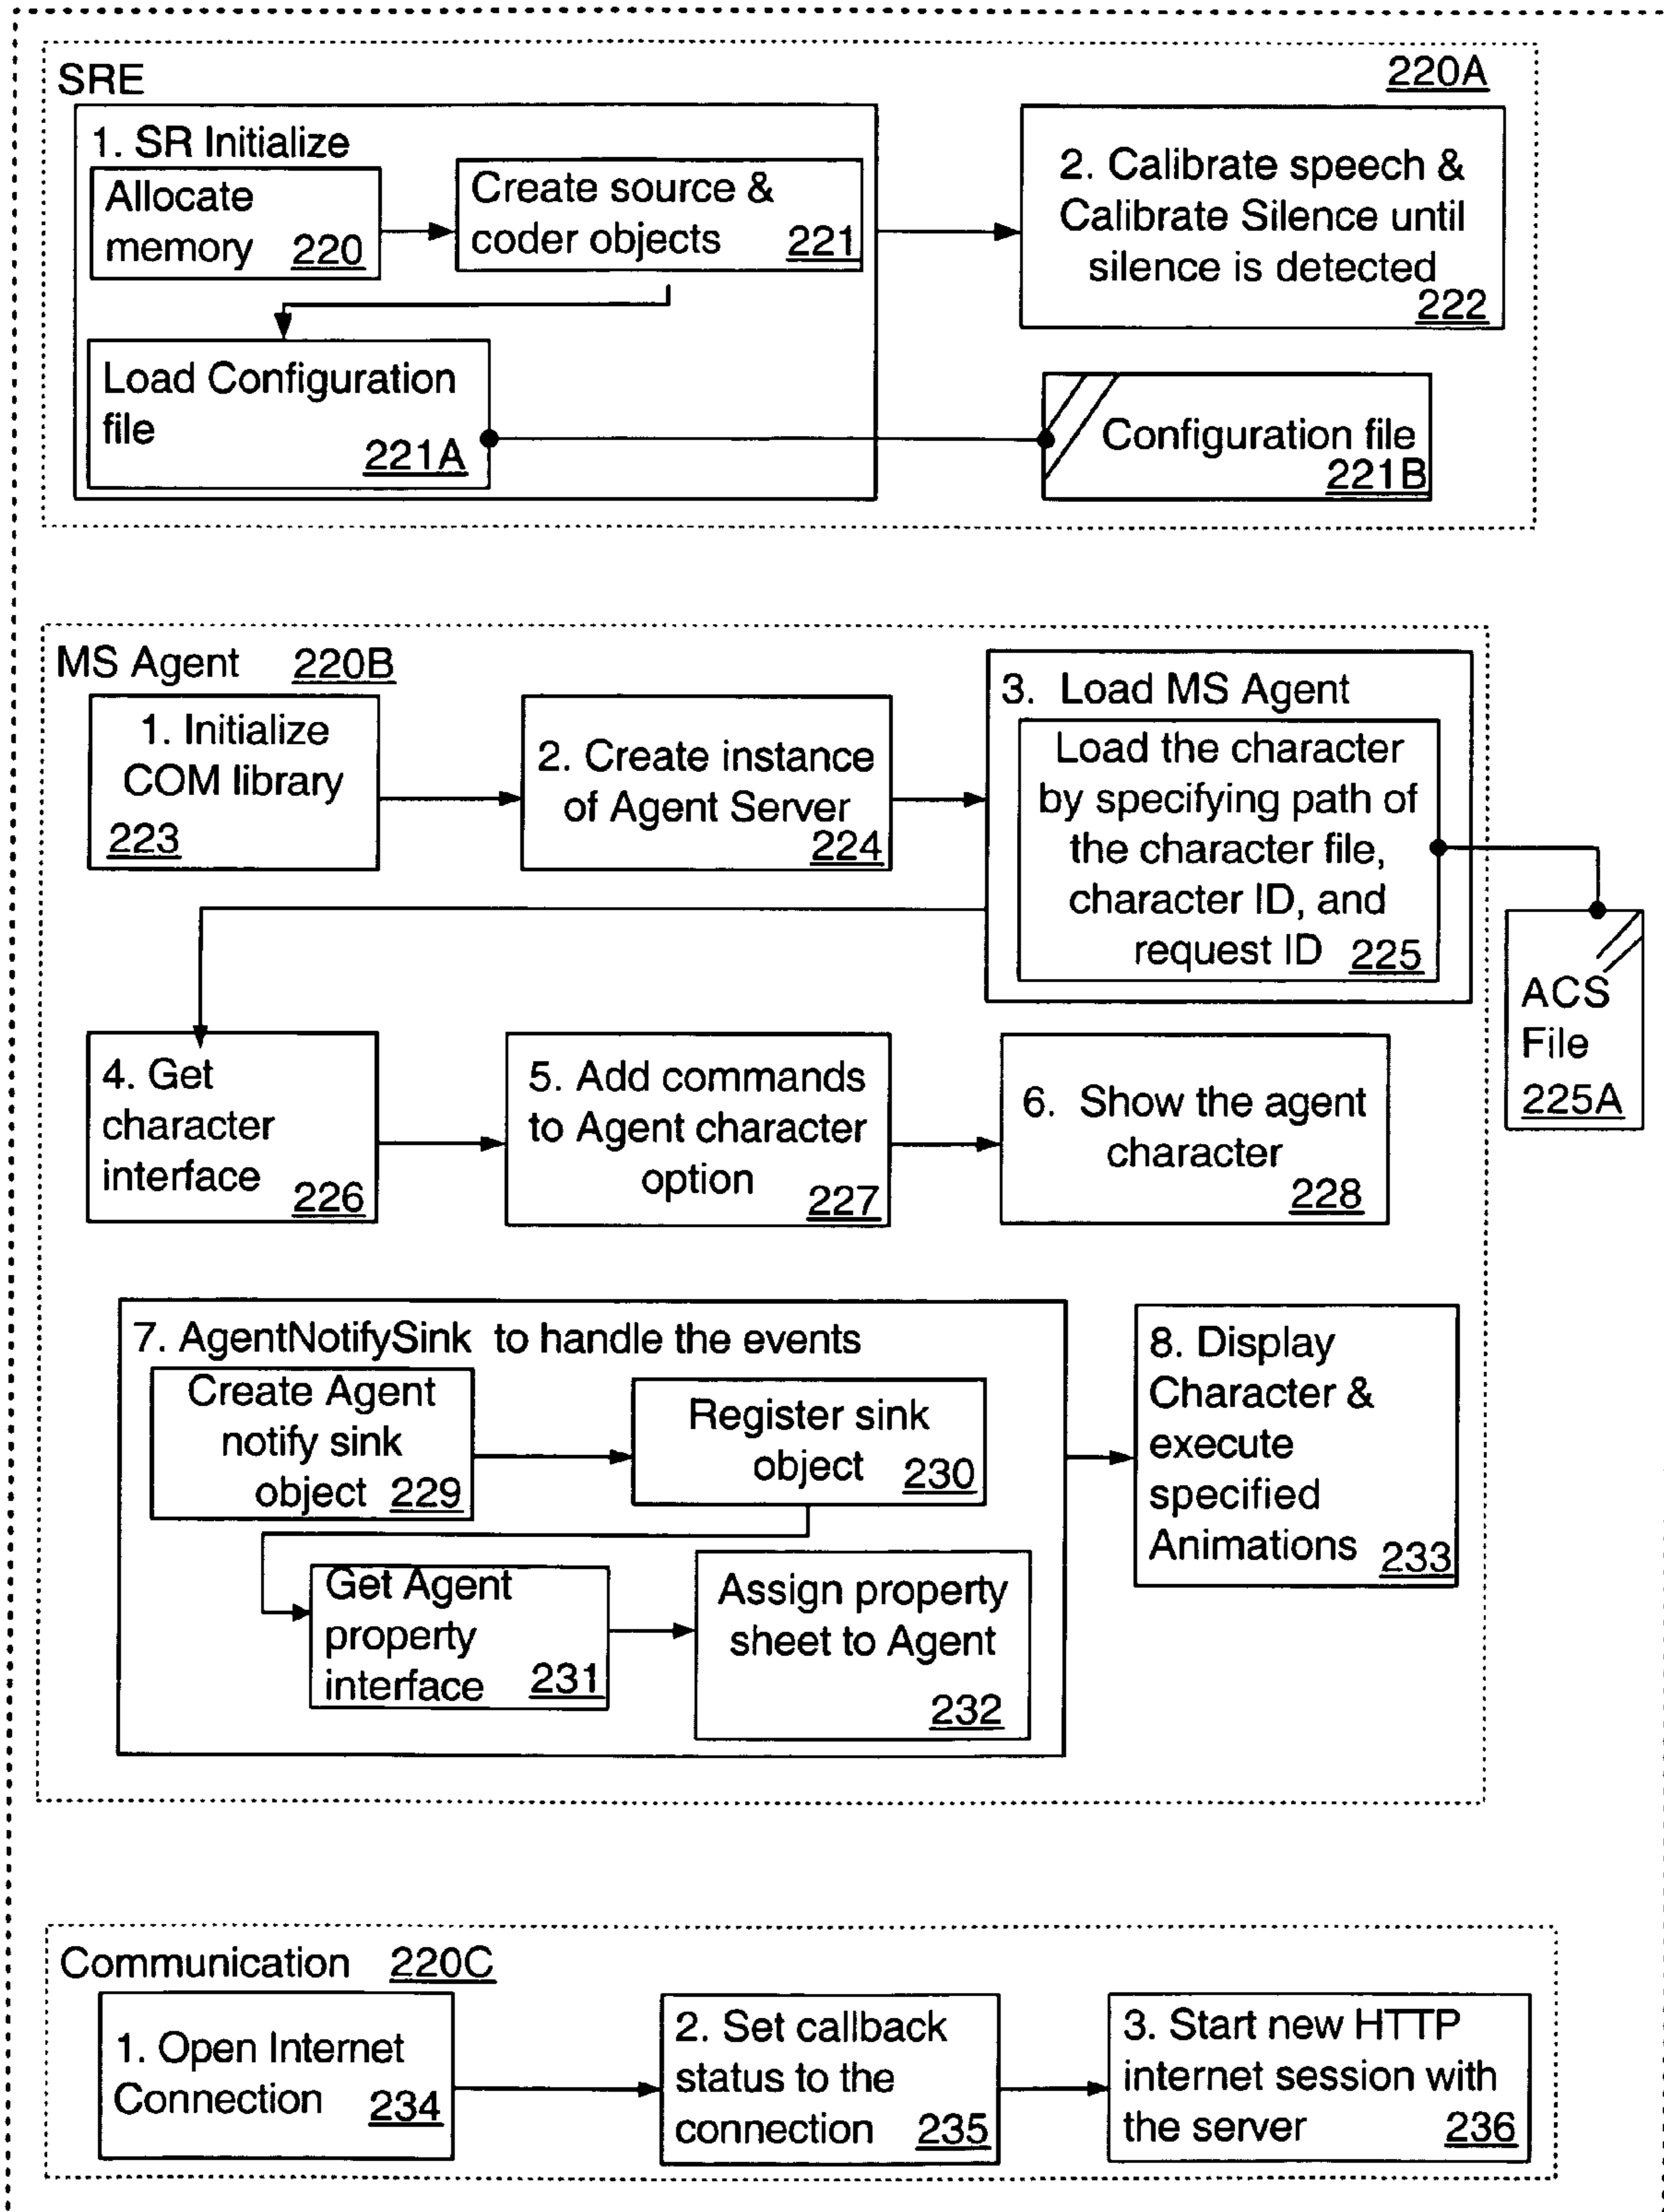 SRE
220A
1. SR Initialize
Allocate
memory 220
Create source &
coder objects 221
2. Calibrate speech &
Calibrate Silence until
silence is detected
222
Load Configuration
file
221A
Configuration file
221B
MS Agent 220B
1. Initialize
COM library
223
2. Create instance
of Agent Server
224
3. Load MS Agent
Load the character
by specifying path of
the character file,
character ID, and
request ID 225
ACS
File
225A
4. Get
character
interface 226
5. Add commands
to Agent character
option 227
6. Show the agent
character
228
7. AgentNotifySink to handle the events
Create Agent
notify sink
object 229
Register sink
object 230
Get Agent
property
interface 231
Assign property
sheet to Agent
232
8. Display
Character &
execute
specified
Animations 233
Communication 220C
1. Open Internet
Connection 234
2. Set callback
status to the
connection 235
3. Start new HTTP
internet session with
the server 236